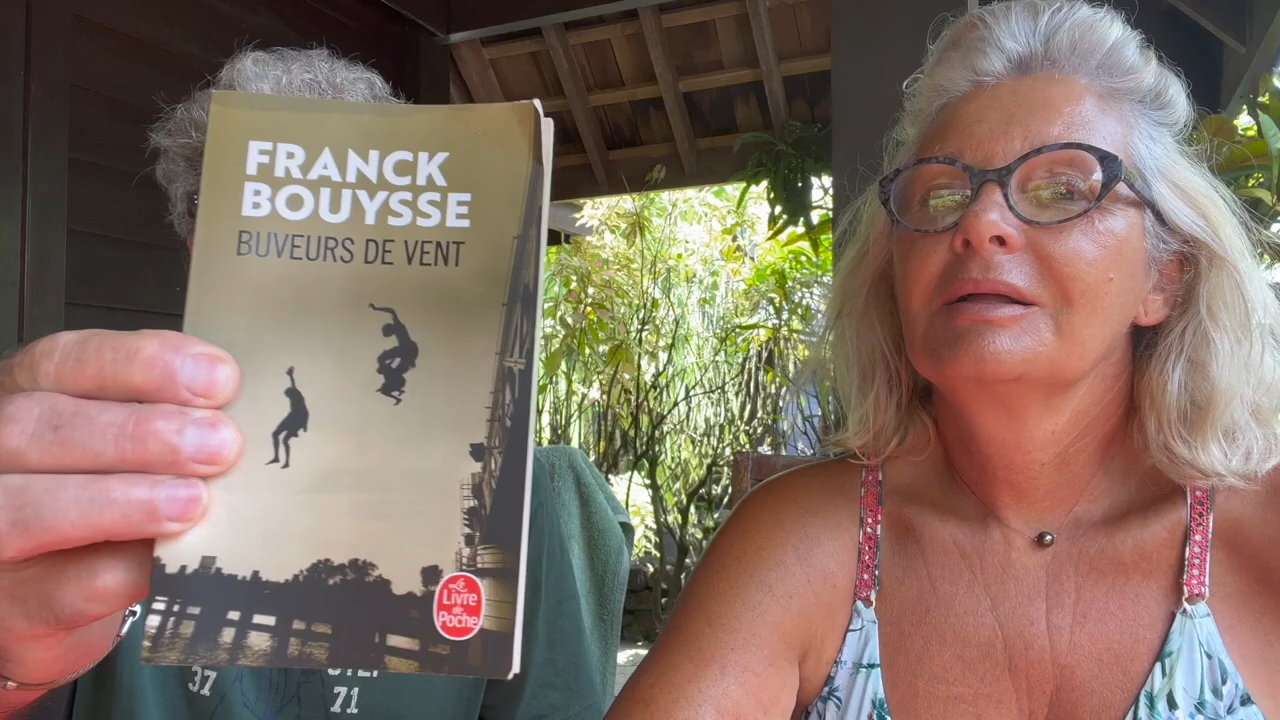 FRANCK
BOUYSSE
BUVEURS DE VENT
Le
Livre
de
Poche
37
71